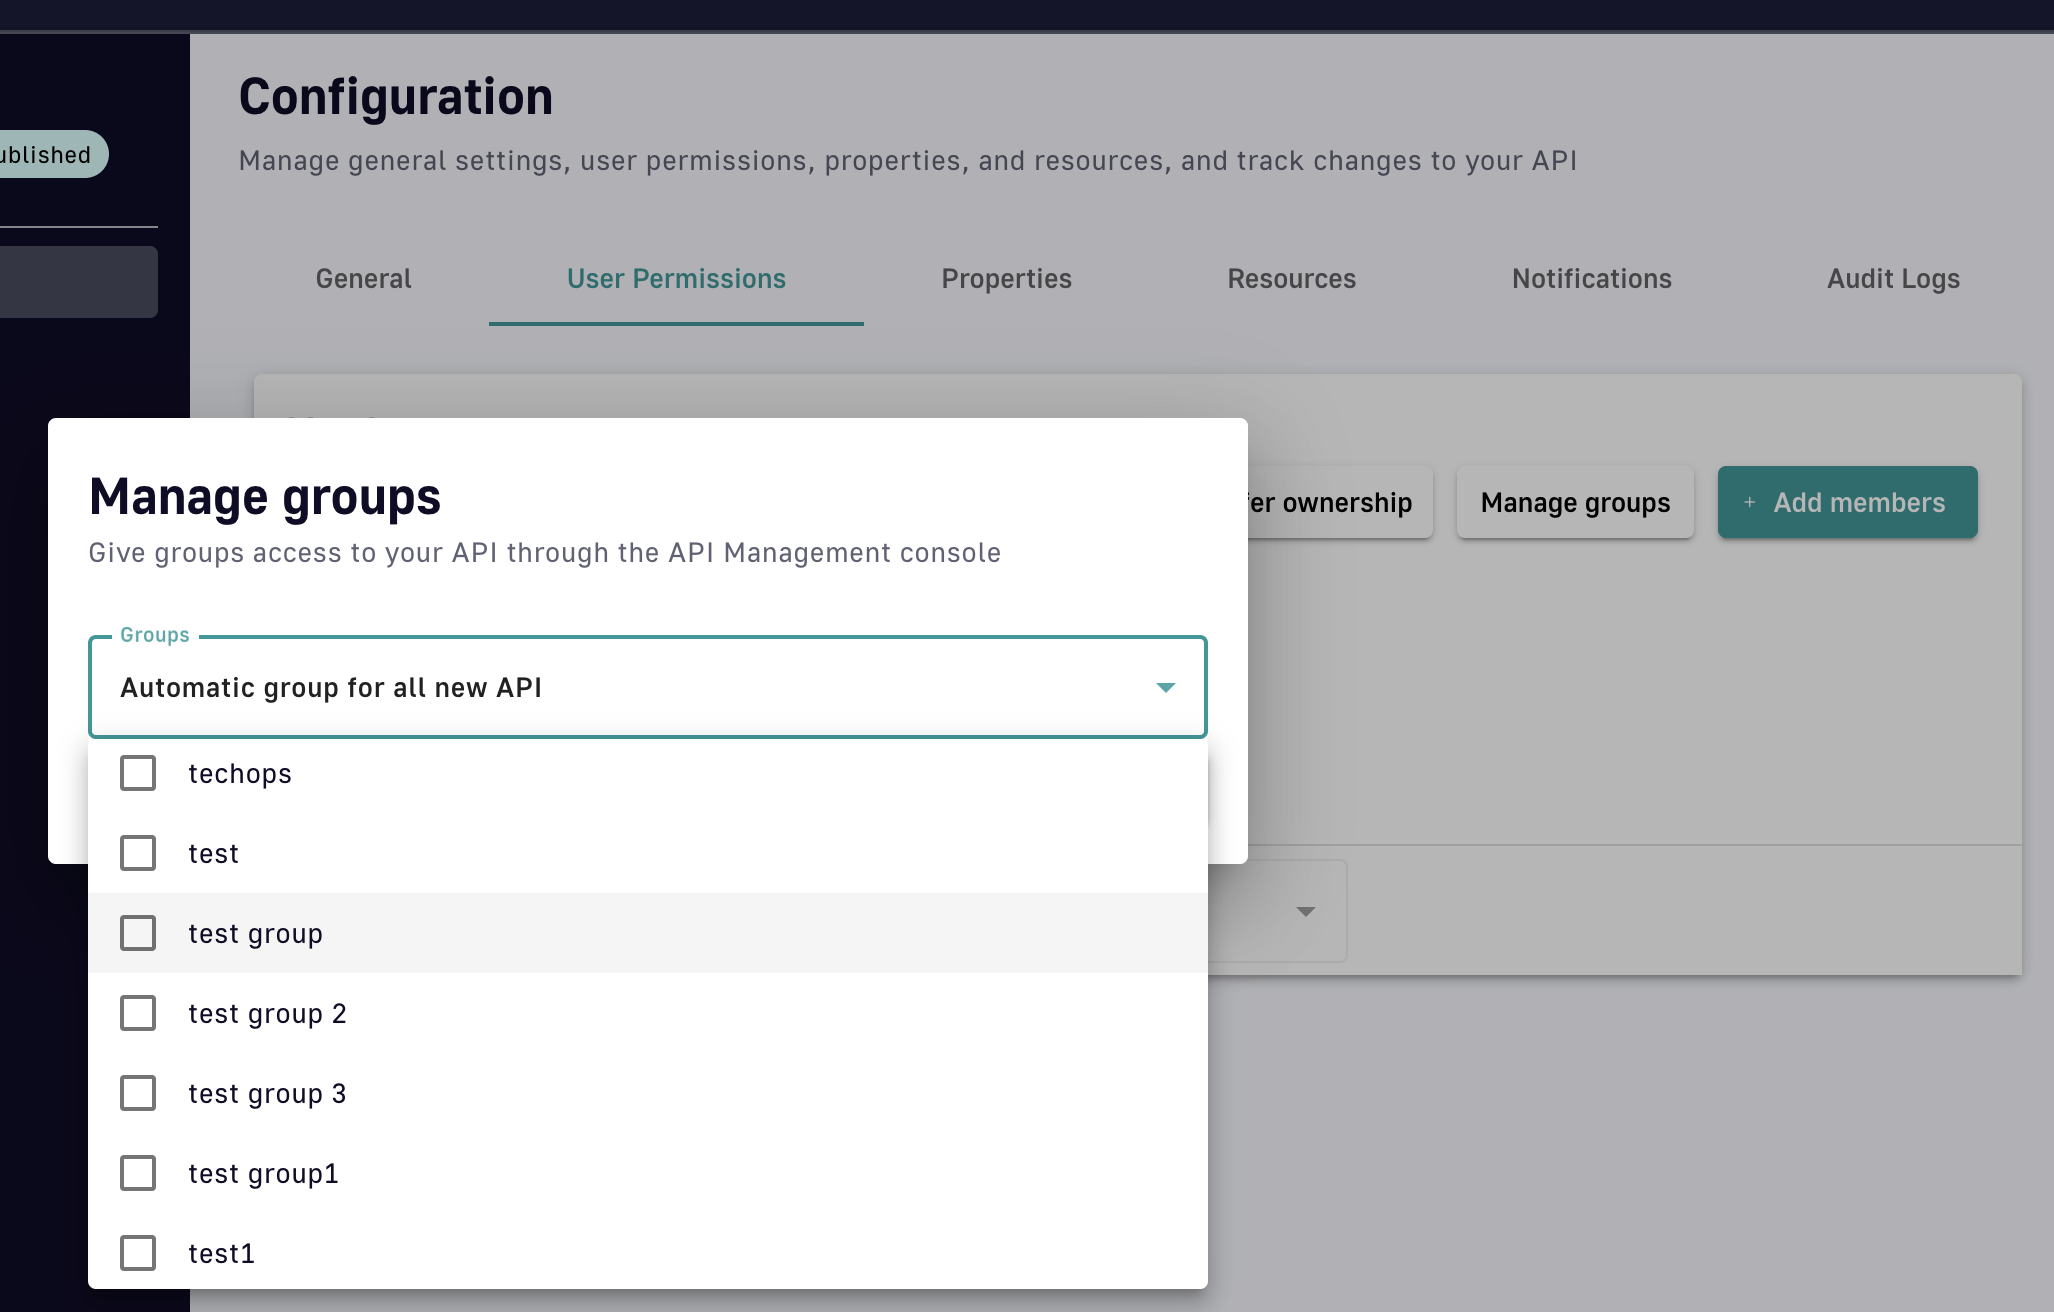 Configuration
Manage general settings, user permissions, properties, and resources, and track changes to your API
General
User Permissions
Properties
Resources
Notifications
Audit Logs
Manage groups
Give groups access to your API through the API Management console
ownership
Manage groups
+ Add members
Groups
Automatic group for all new API
techops
test
test group
test group 2
test group 3
test group1
test1